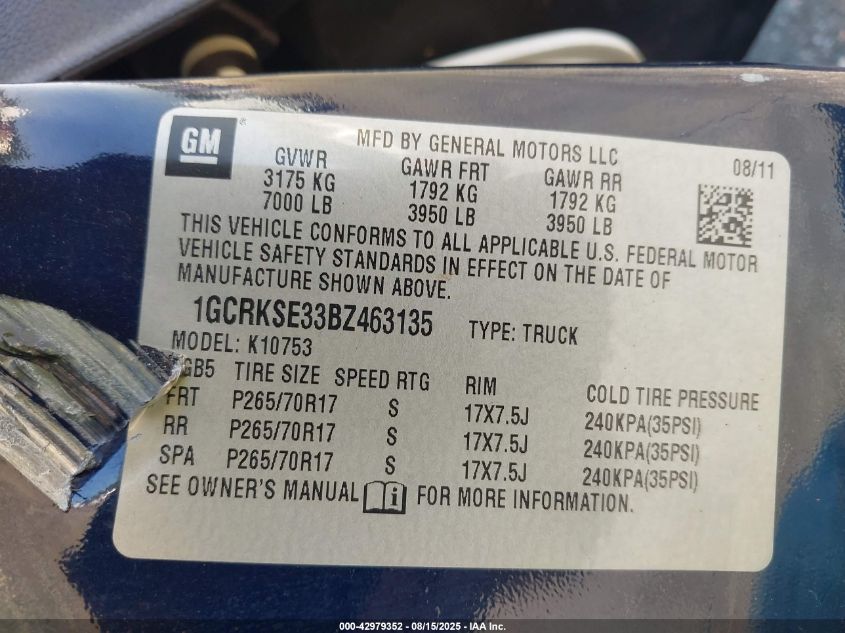 GM
MFD BY GENERAL MOTORS LLC
GVWR GAWR FRT GAWR RR 08/11
3175 KG 1792 KG 1792 KG
7000 LB 3950 LB 3950 LB
THIS VEHICLE CONFORMS TO ALL APPLICABLE U.S. FEDERAL MOTOR
VEHICLE SAFETY STANDARDS IN EFFECT ON THE DATE OF
MANUFACTURE SHOWN ABOVE.
1GCRKSE33BZ463135 TYPE: TRUCK
MODEL: K10753
GB5 TIRE SIZE SPEED RTG RIM COLD TIRE PRESSURE
FRT P265/70R17 S 17X7.5J 240KPA(35PSI)
RR P265/70R17 S 17X7.5J 240KPA(35PSI)
SPA P265/70R17 S 17X7.5J 240KPA(35PSI)
SEE OWNER'S MANUAL i FOR MORE INFORMATION.
000-42979352 - 08/15/2025 - IAA Inc.